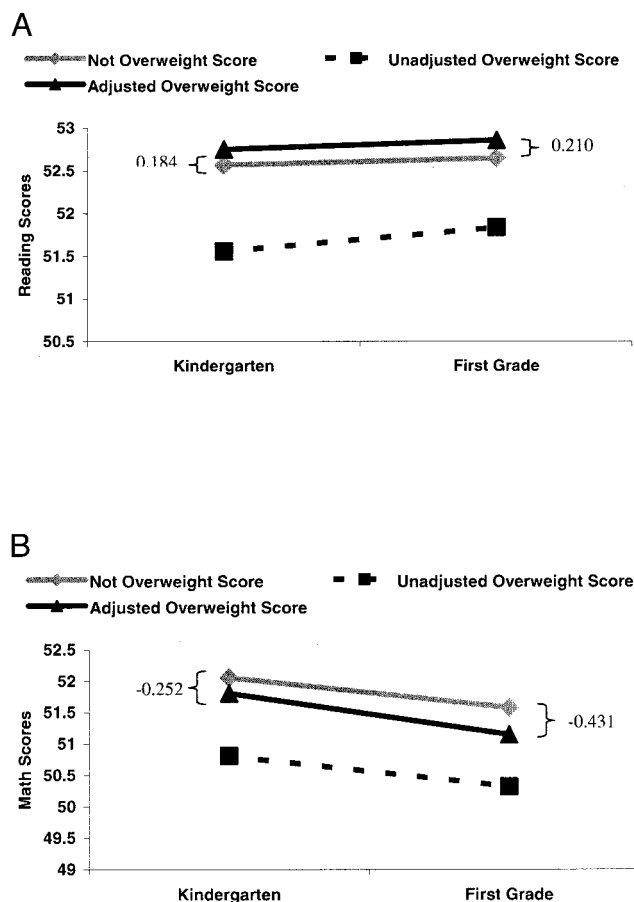 A
Not Overweight Score
Unadjusted Overweight Score
Adjusted Overweight Score
53
52.5
52
51.5
51
50.5
Reading Scores
0.184
0.210
Kindergarten
First Grade
B
Not Overweight Score
Unadjusted Overweight Score
Adjusted Overweight Score
52.5
52
51.5
51
50.5
50
49.5
49
Math Scores
-0.252
-0.431
Kindergarten
First Grade